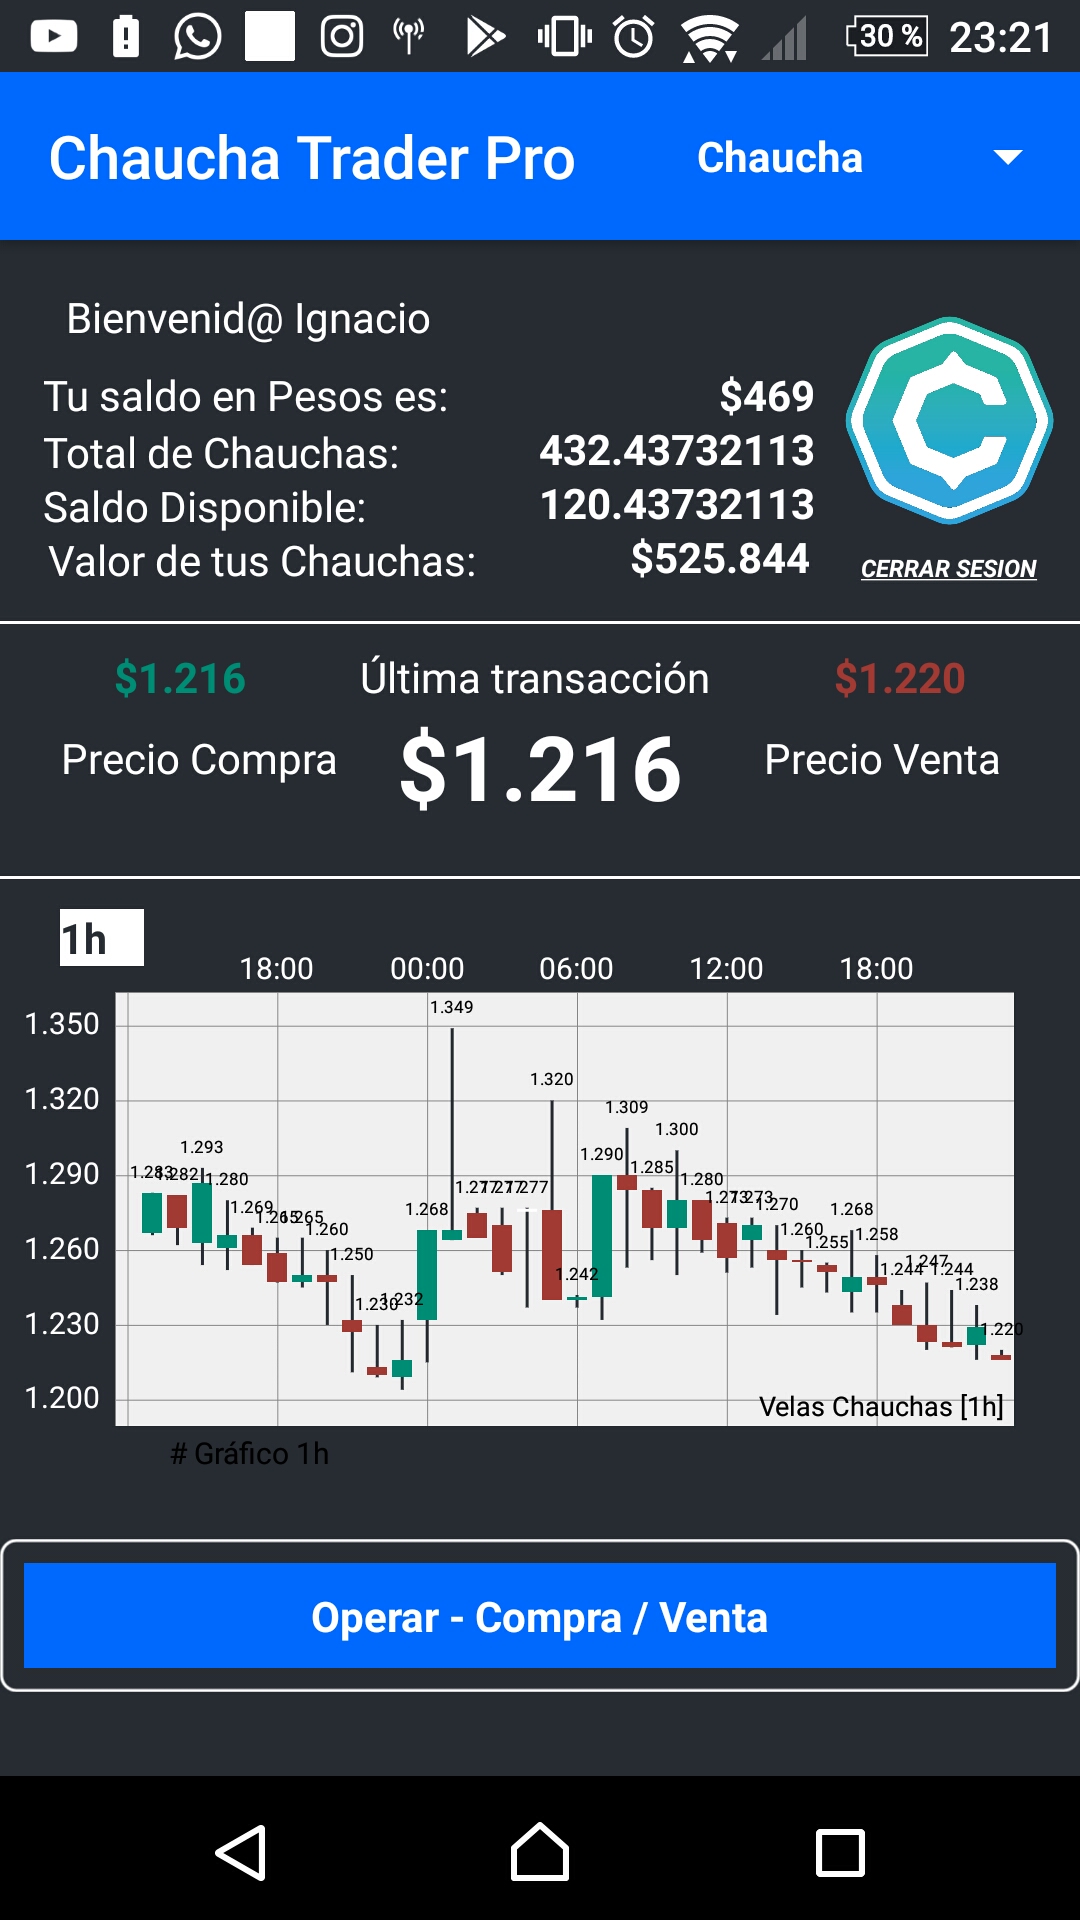 30 % 23:21
Chaucha Trader Pro Chaucha
Bienvenid@ Ignacio
Tu saldo en Pesos es: $469
Total de Chauchas: 432.43732113
Saldo Disponible: 120.43732113
Valor de tus Chauchas: $525.844
CERRAR SESION
$1.216 Última transacción $1.220
Precio Compra $1.216 Precio Venta
1h
18:00 00:00 06:00 12:00 18:00
1.349
1.350
1.320
1.320
1.309
1.300
1.293
1.290 1.283 1.282 1.280 1.290 1.285 1.280
1.269 1.265 1.265 1.260 1.268 1.277 1.277 1.277 1.273 1.273 1.270 1.268
1.260 1.250 1.242 1.260 1.255 1.258
1.244 1.247 1.244 1.238
1.230 1.230 1.232 1.220
1.200
Velas Chauchas [1h]
# Gráfico 1h
Operar - Compra / Venta